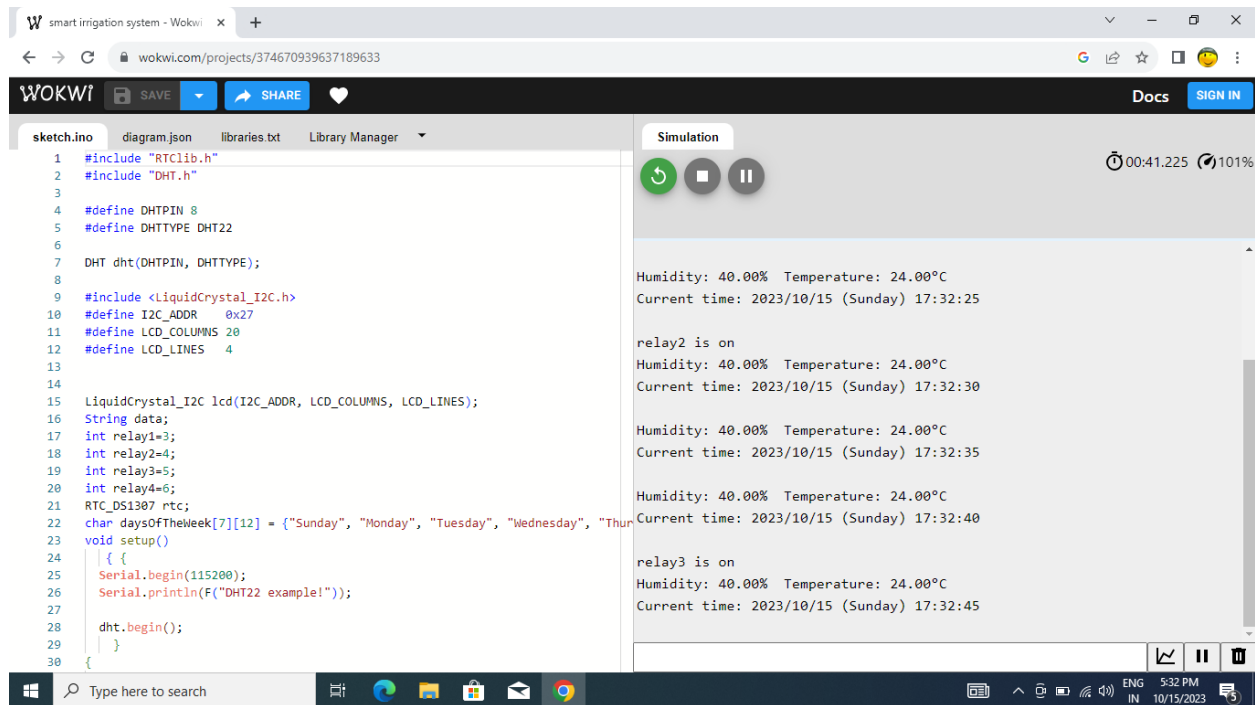 smart irrigation system - Wokwi
wokwi.com/projects/374670939637189633
G
WOKWI SAVE SHARE Docs SIGN IN
sketch.ino diagram.json libraries.txt Library Manager
1 #include "RTClib.h"
2 #include "DHT.h"
3
4 #define DHTPIN 8
5 #define DHTTYPE DHT22
6
7 DHT dht(DHTPIN, DHTTYPE);
8
9 #include <LiquidCrystal_I2C.h>
10 #define I2C_ADDR    0x27
11 #define LCD_COLUMNS 20
12 #define LCD_LINES   4
13
14
15 LiquidCrystal_I2C lcd(I2C_ADDR, LCD_COLUMNS, LCD_LINES);
16 String data;
17 int relay1=3;
18 int relay2=4;
19 int relay3=5;
20 int relay4=6;
21 RTC_DS1307 rtc;
22 char daysOfTheWeek[7][12] = {"Sunday", "Monday", "Tuesday", "Wednesday", "Thur
23 void setup()
24 { {
25 Serial.begin(115200);
26 Serial.println(F("DHT22 example!"));
27
28 dht.begin();
29 }
30 {
Simulation
00:41.225 101%
Humidity: 40.00%  Temperature: 24.00°C
Current time: 2023/10/15 (Sunday) 17:32:25
relay2 is on
Humidity: 40.00%  Temperature: 24.00°C
Current time: 2023/10/15 (Sunday) 17:32:30
Humidity: 40.00%  Temperature: 24.00°C
Current time: 2023/10/15 (Sunday) 17:32:35
Humidity: 40.00%  Temperature: 24.00°C
Current time: 2023/10/15 (Sunday) 17:32:40
relay3 is on
Humidity: 40.00%  Temperature: 24.00°C
Current time: 2023/10/15 (Sunday) 17:32:45
Type here to search
ENG 5:32 PM
IN 10/15/2023 5